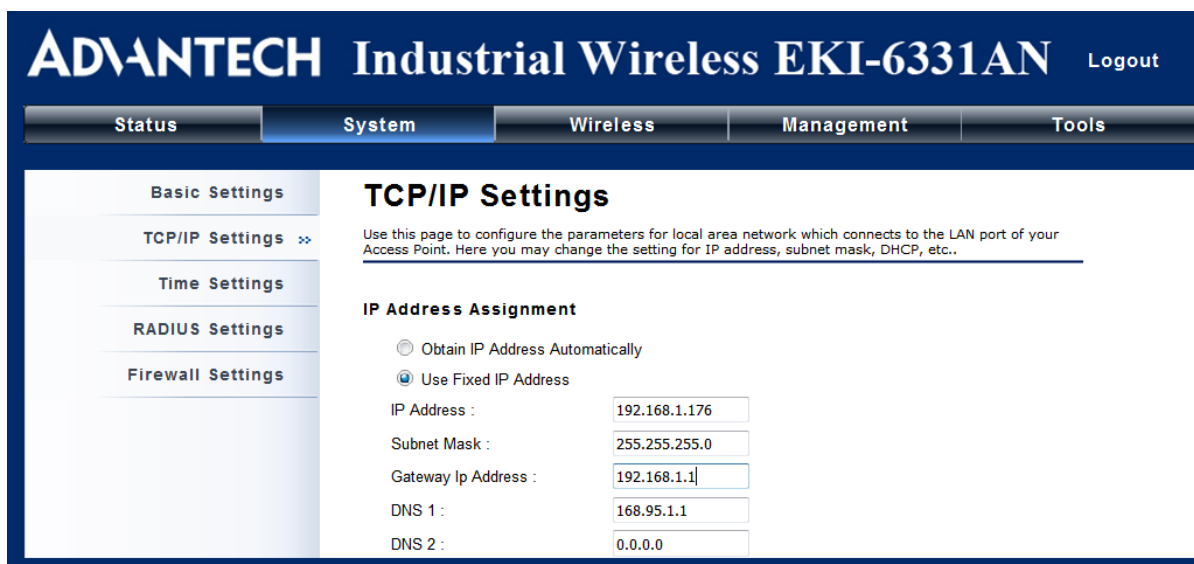 ADVANTECH Industrial Wireless EKI-6331AN Logout
Status System Wireless Management Tools
Basic Settings
TCP/IP Settings »
Time Settings
RADIUS Settings
Firewall Settings
TCP/IP Settings
Use this page to configure the parameters for local area network which connects to the LAN port of your
Access Point. Here you may change the setting for IP address, subnet mask, DHCP, etc..
IP Address Assignment
Obtain IP Address Automatically
Use Fixed IP Address
IP Address : 192.168.1.176
Subnet Mask : 255.255.255.0
Gateway Ip Address : 192.168.1.1
DNS 1 : 168.95.1.1
DNS 2 : 0.0.0.0